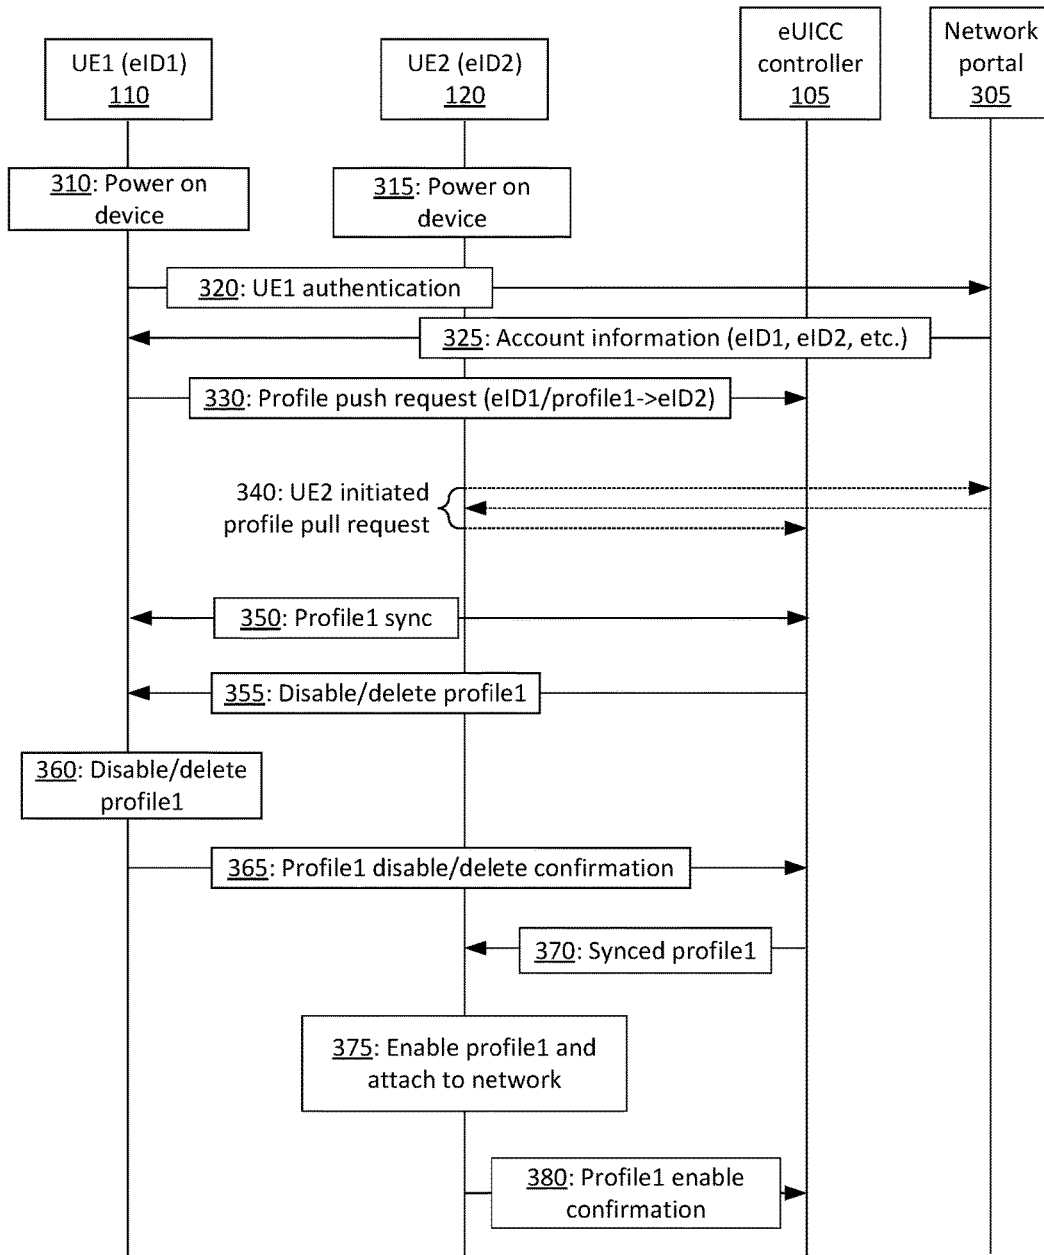 UE1 (eID1)
110
UE2 (eID2)
120
eUICC
controller
105
Network
portal
305
310: Power on
device
315: Power on
device
320: UE1 authentication
325: Account information (eID1, eID2, etc.)
330: Profile push request (eID1/profile1->eID2)
340: UE2 initiated
profile pull request
350: Profile1 sync
355: Disable/delete profile1
360: Disable/delete
profile1
365: Profile1 disable/delete confirmation
370: Synced profile1
375: Enable profile1 and
attach to network
380: Profile1 enable
confirmation